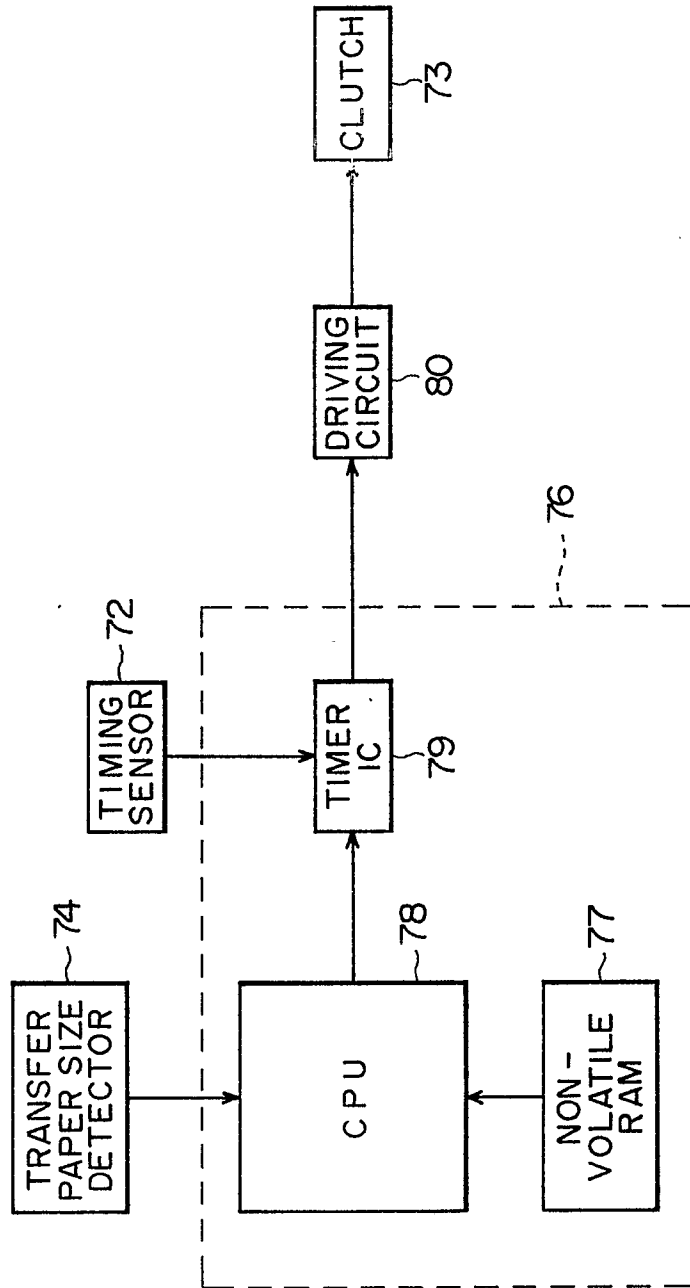 TRANSFER
PAPER SIZE
DETECTOR
74
TIMING
SENSOR
72
CPU
78
TIMER
IC
79
DRIVING
CIRCUIT
80
CLUTCH
73
NON-
VOLATILE
RAM
77
76